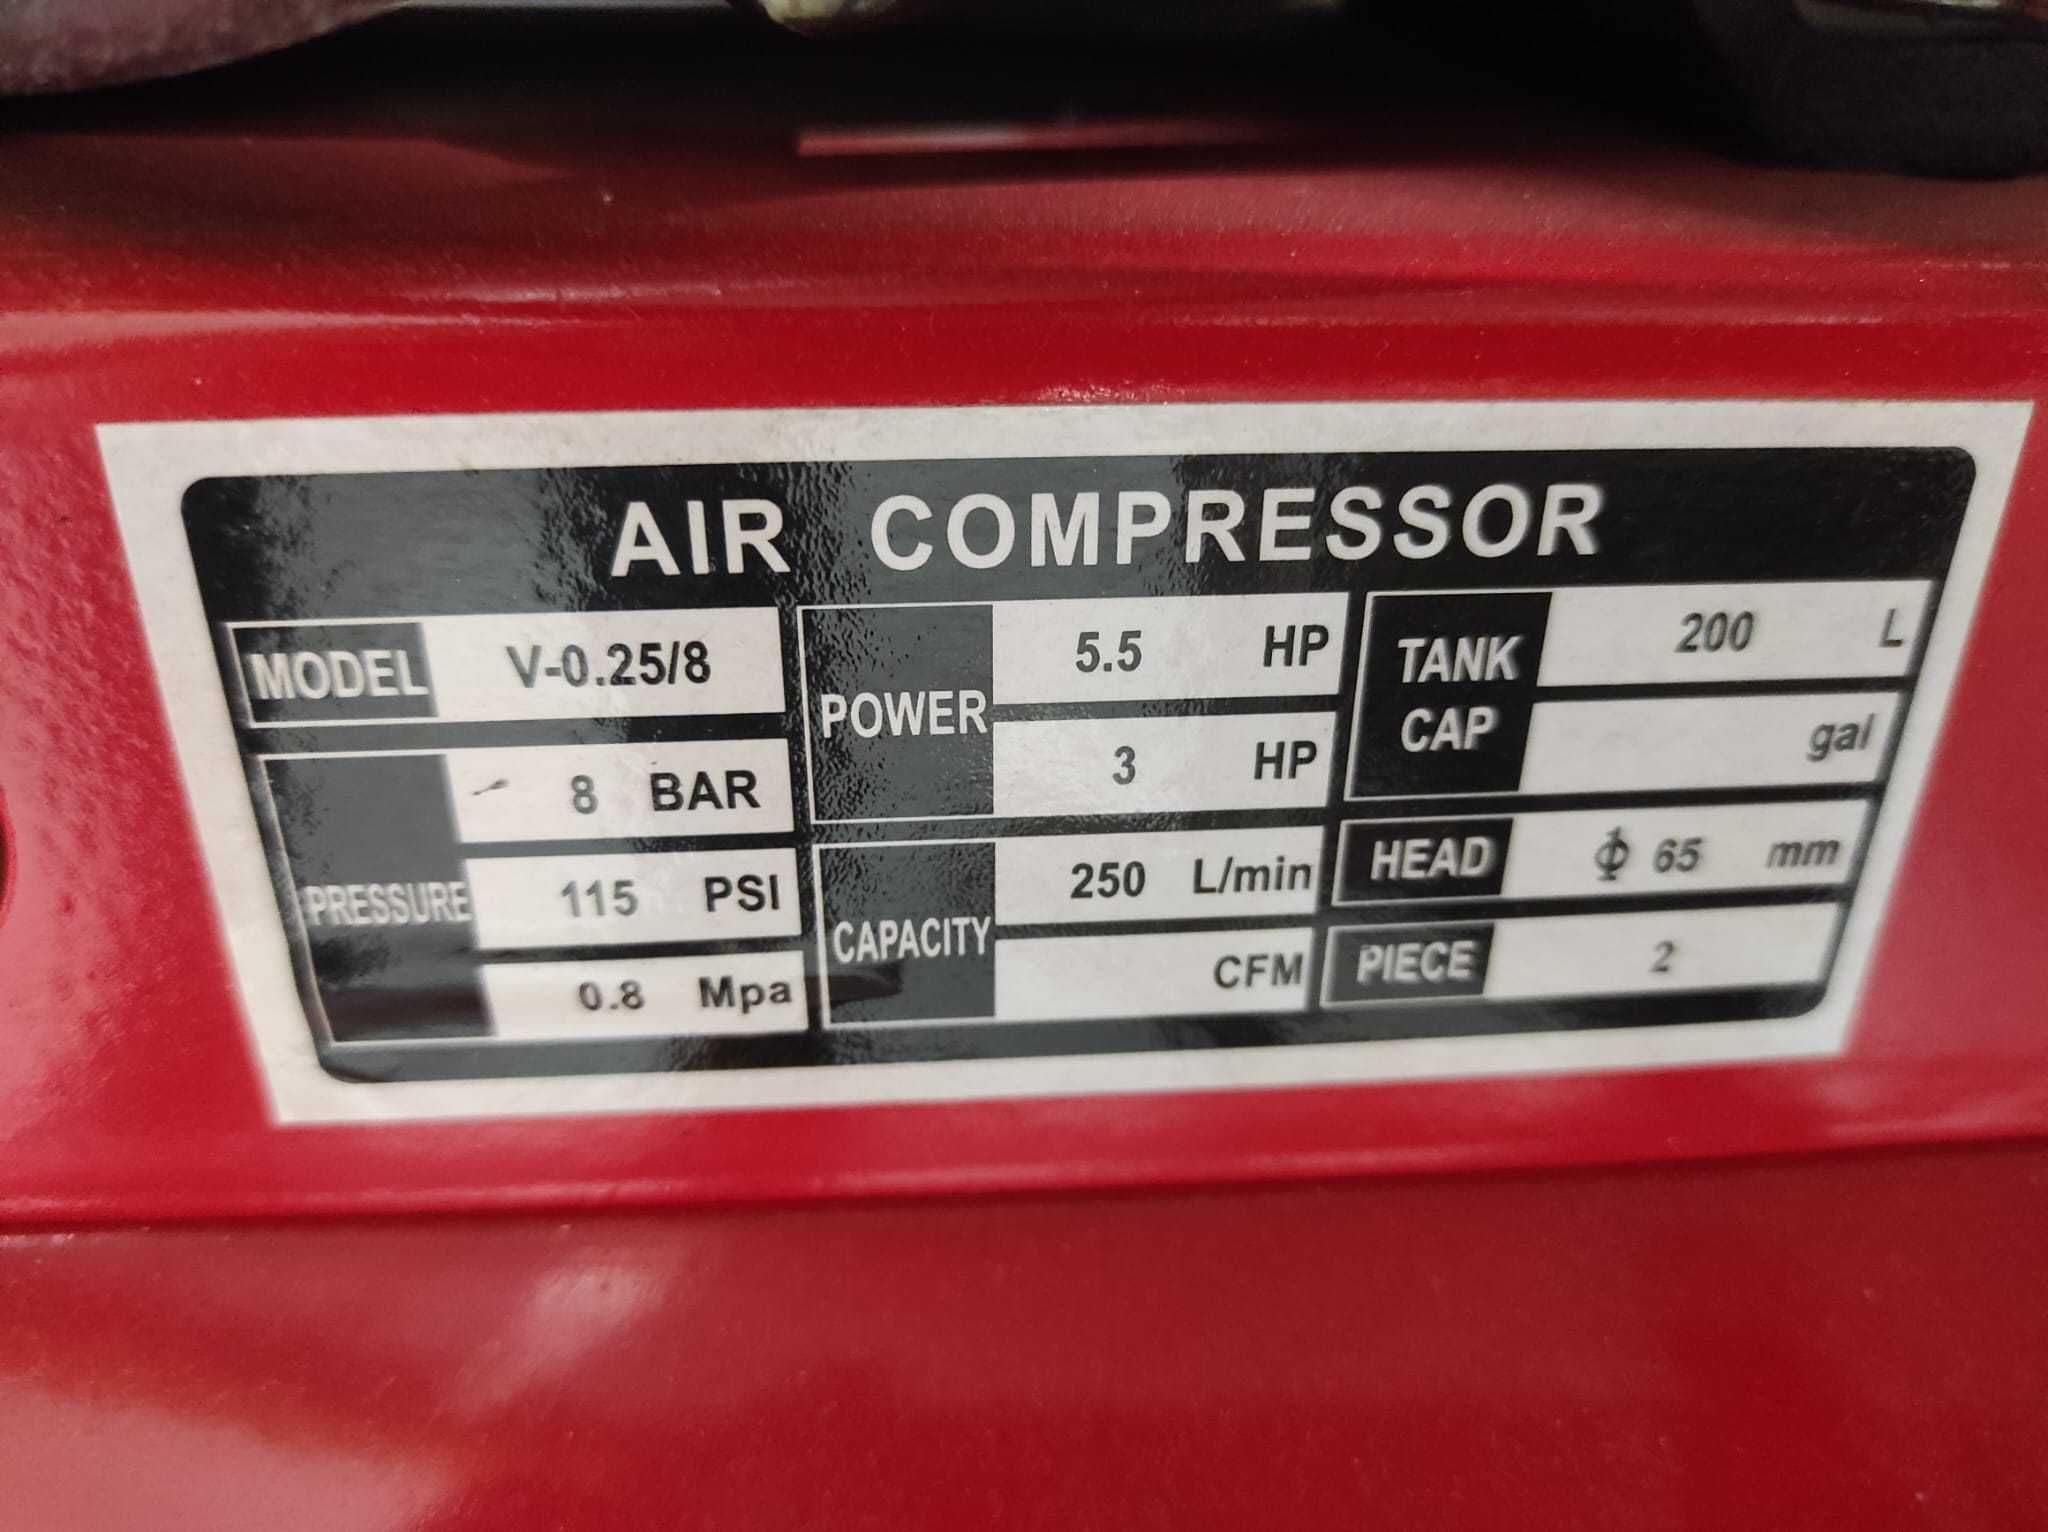 AIR COMPRESSOR
MODEL V-0.25/8
PRESSURE
8 BAR
115 PSI
0.8 Mpa
POWER
5.5 HP
3 HP
CAPACITY
250 L/min
CFM
TANK CAP
200 L
gal
HEAD Φ 65 mm
PIECE 2